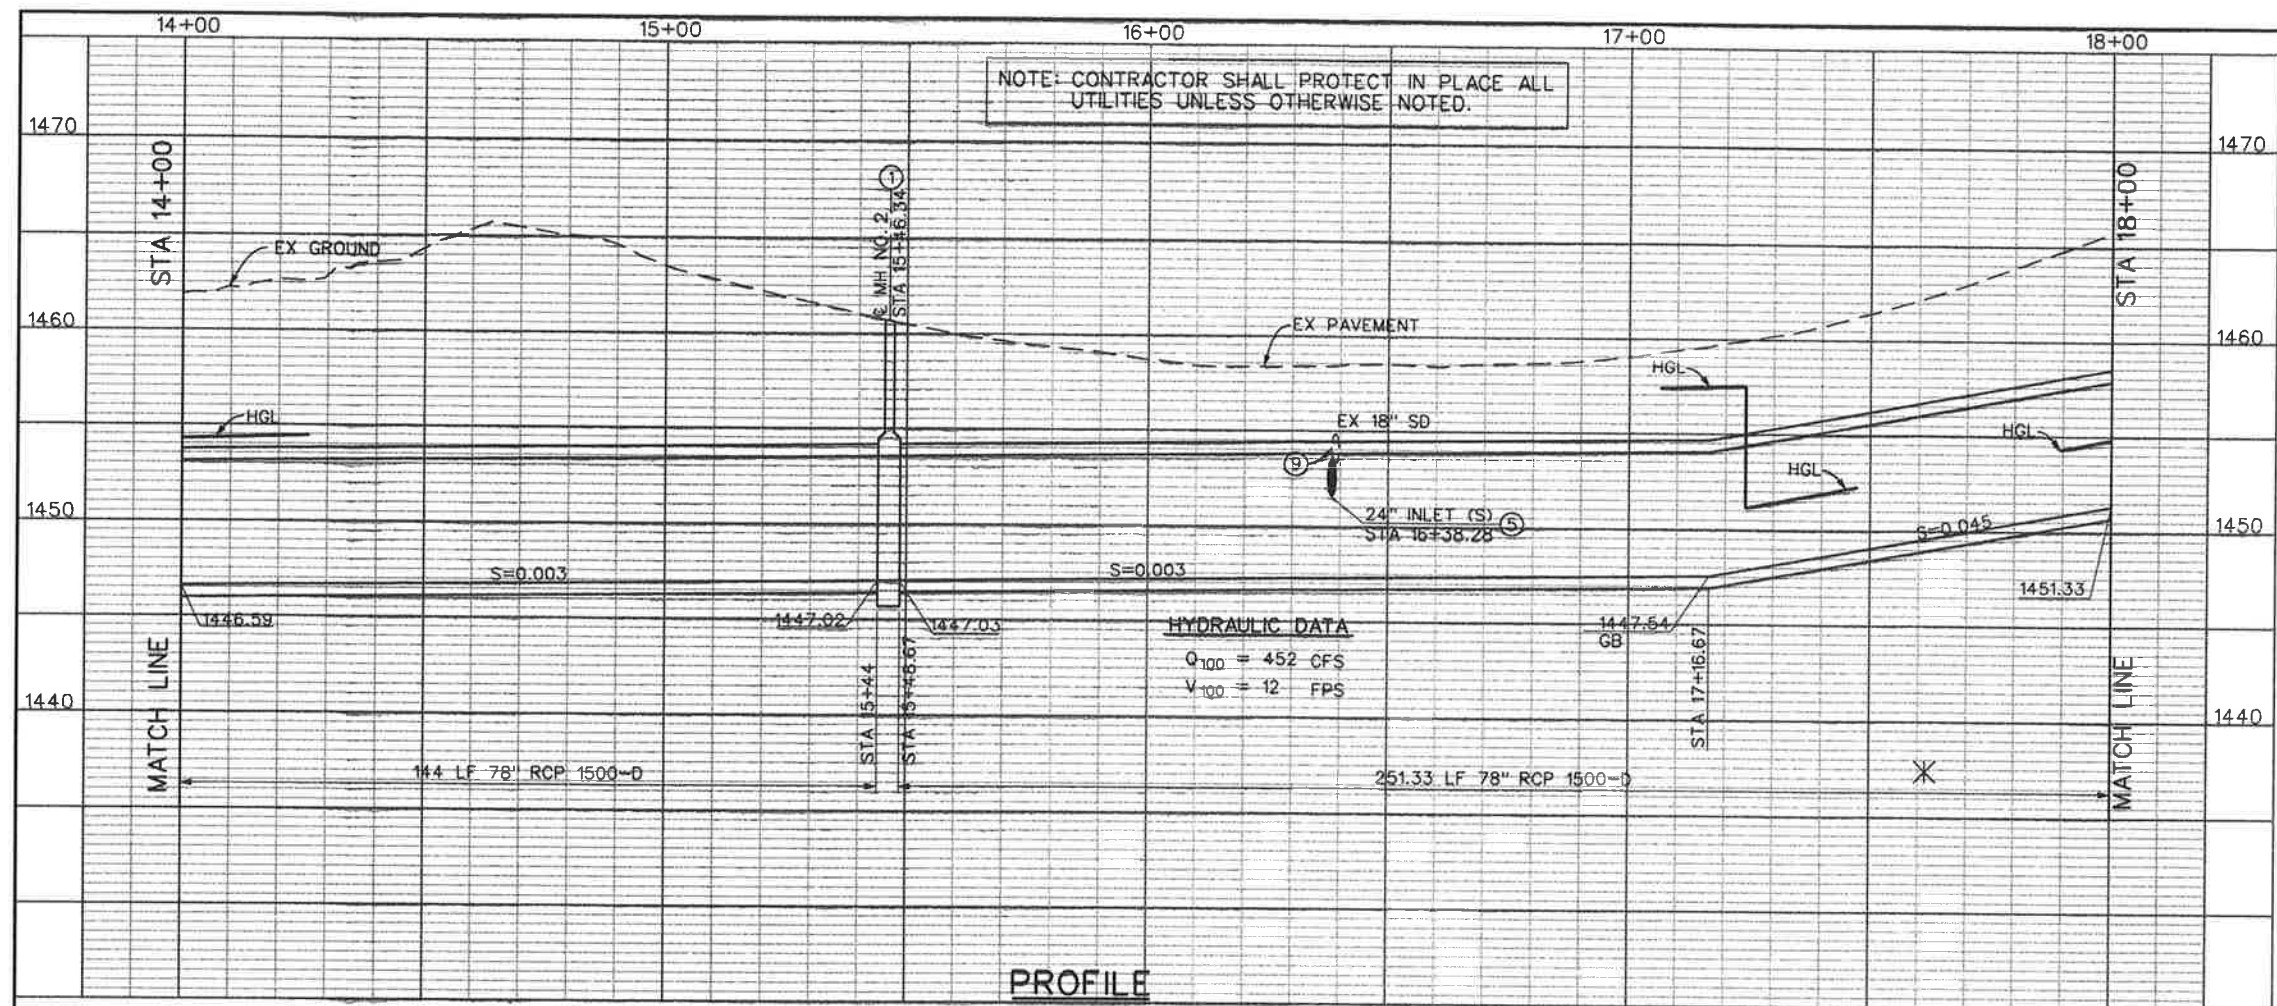 14+00
15+00
16+00
17+00
18+00
NOTE: CONTRACTOR SHALL PROTECT IN PLACE ALL
UTILITIES UNLESS OTHERWISE NOTED.
1470
1470
STA 14+00
STA 18+00
1
℄ MH NO. 2
STA 15+46.34
EX GROUND
1460
1460
EX PAVEMENT
HGL
HGL
EX 18" SD
HGL
9
HGL
1450
1450
24" INLET (S)
5
STA 16+38.28
S=0.045
S=0.003
S=0.003
1446.59
1447.02
1447.03
1447.54
GB
1451.33
HYDRAULIC DATA
Q100 = 452 CFS
V100 = 12 FPS
MATCH LINE
STA 15+44
STA 15+48.67
STA 17+16.67
MATCH LINE
1440
1440
144 LF 78" RCP 1500-D
251.33 LF 78" RCP 1500-D
PROFILE